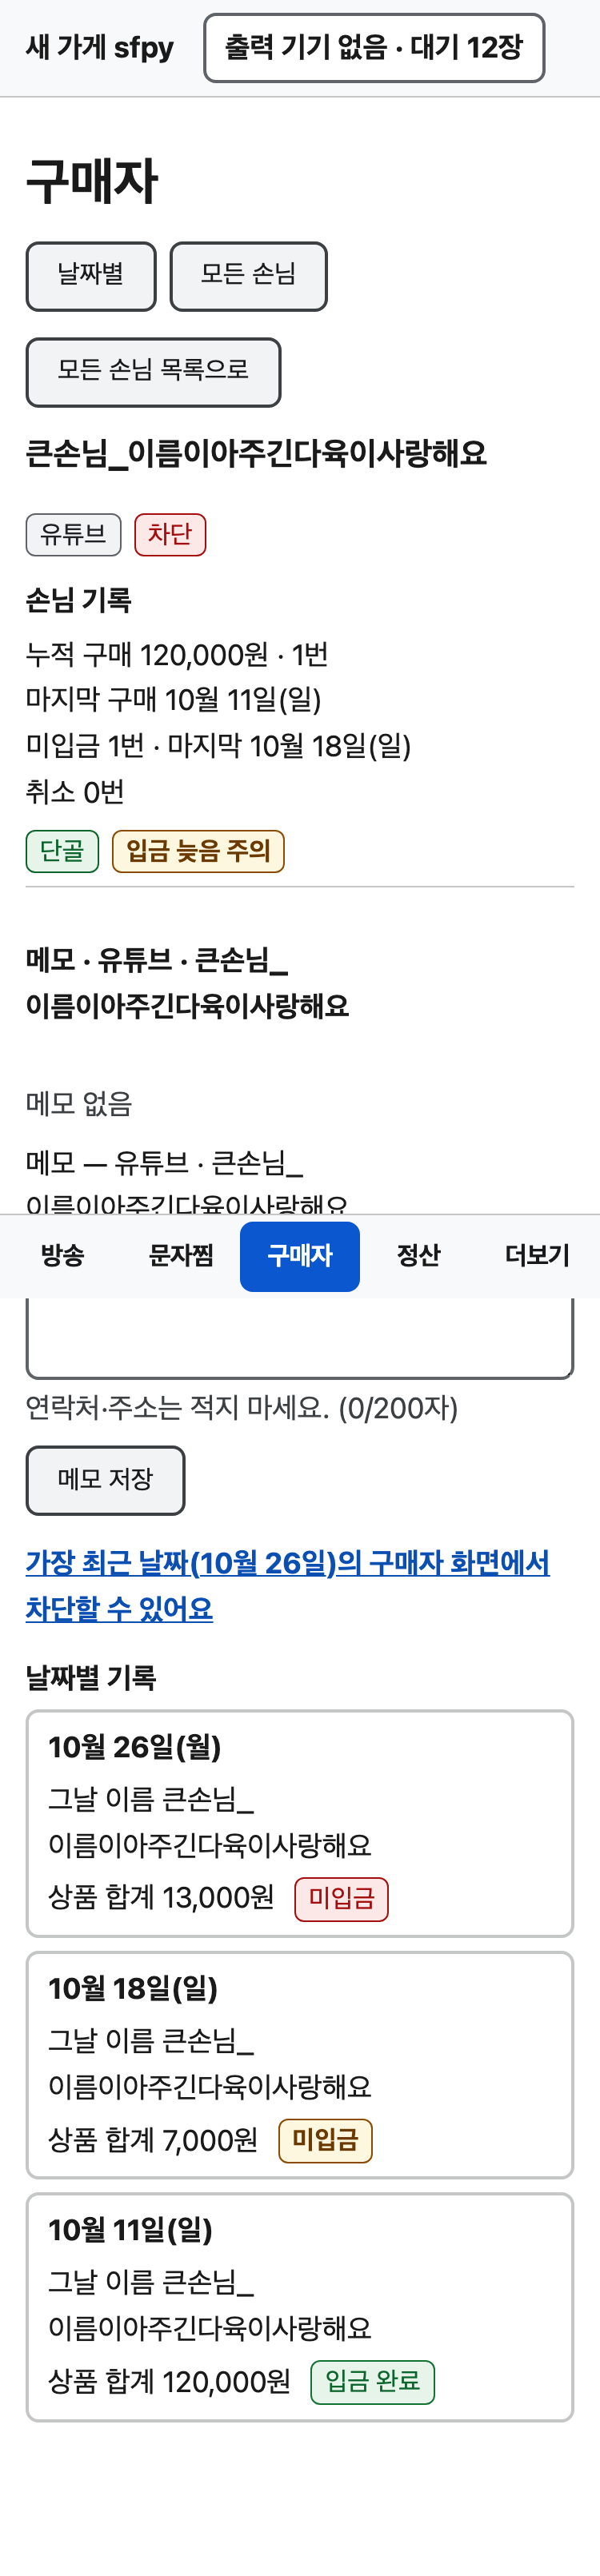 새 가게 sfpy
출력 기기 없음 · 대기 12장
구매자
날짜별
모든 손님
모든 손님 목록으로
큰손님_이름이아주긴다육이사랑해요
유튜브
차단
손님 기록
누적 구매 120,000원 · 1번
마지막 구매 10월 11일(일)
미입금 1번 · 마지막 10월 18일(일)
취소 0번
단골
입금 늦음 주의
메모 · 유튜브 · 큰손님_
이름이아주긴다육이사랑해요
메모 없음
메모 — 유튜브 · 큰손님_
이름이아주긴다육이사랑해요
방송
문자찜
구매자
정산
더보기
연락처·주소는 적지 마세요. (0/200자)
메모 저장
가장 최근 날짜(10월 26일)의 구매자 화면에서
차단할 수 있어요
날짜별 기록
10월 26일(월)
그날 이름 큰손님_
이름이아주긴다육이사랑해요
상품 합계 13,000원
미입금
10월 18일(일)
그날 이름 큰손님_
이름이아주긴다육이사랑해요
상품 합계 7,000원
미입금
10월 11일(일)
그날 이름 큰손님_
이름이아주긴다육이사랑해요
상품 합계 120,000원
입금 완료